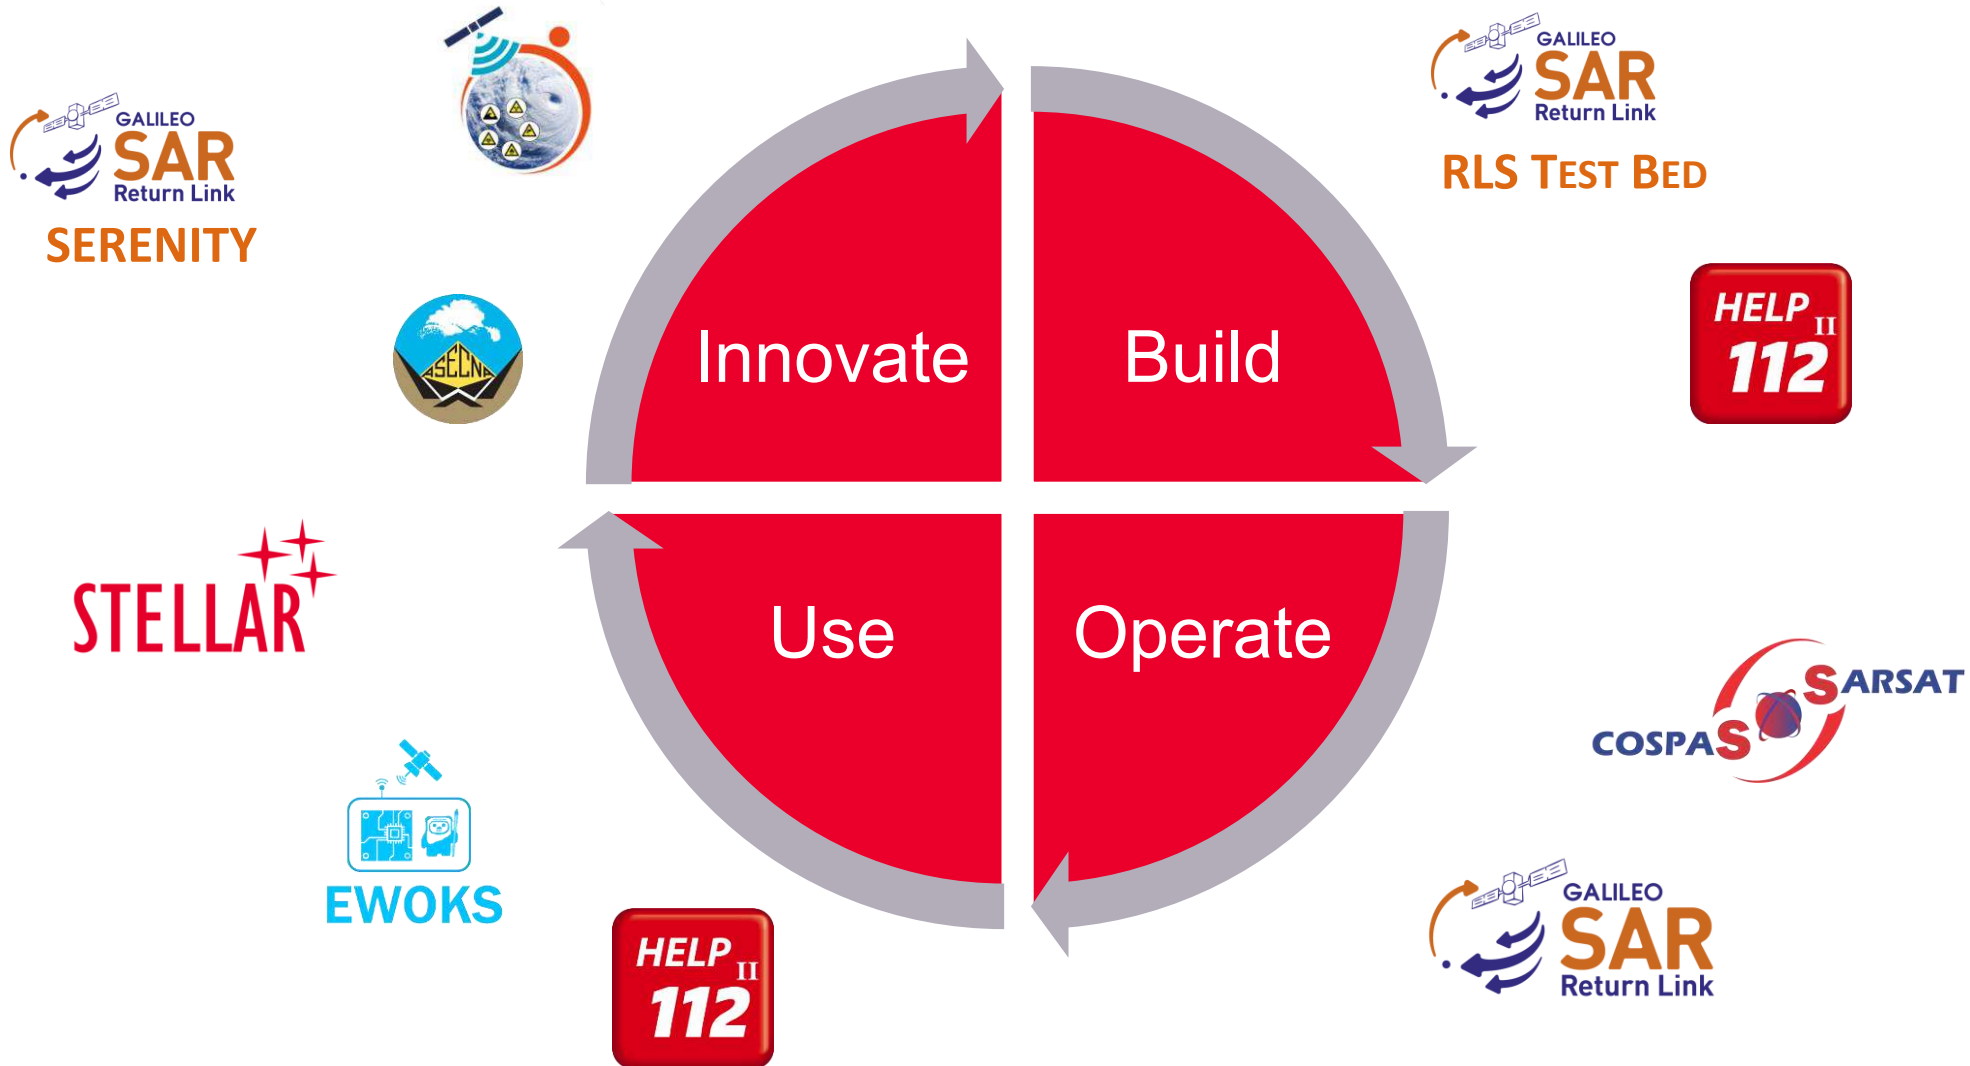 GALILEO
SAR
Return Link
SERENITY
GALILEO
SAR
Return Link
RLS TEST BED
HELP II
112
ASECNA
Innovate
Build
STELLAR
Use
Operate
COSPAS SARSAT
EWOKS
HELP II
112
GALILEO
SAR
Return Link